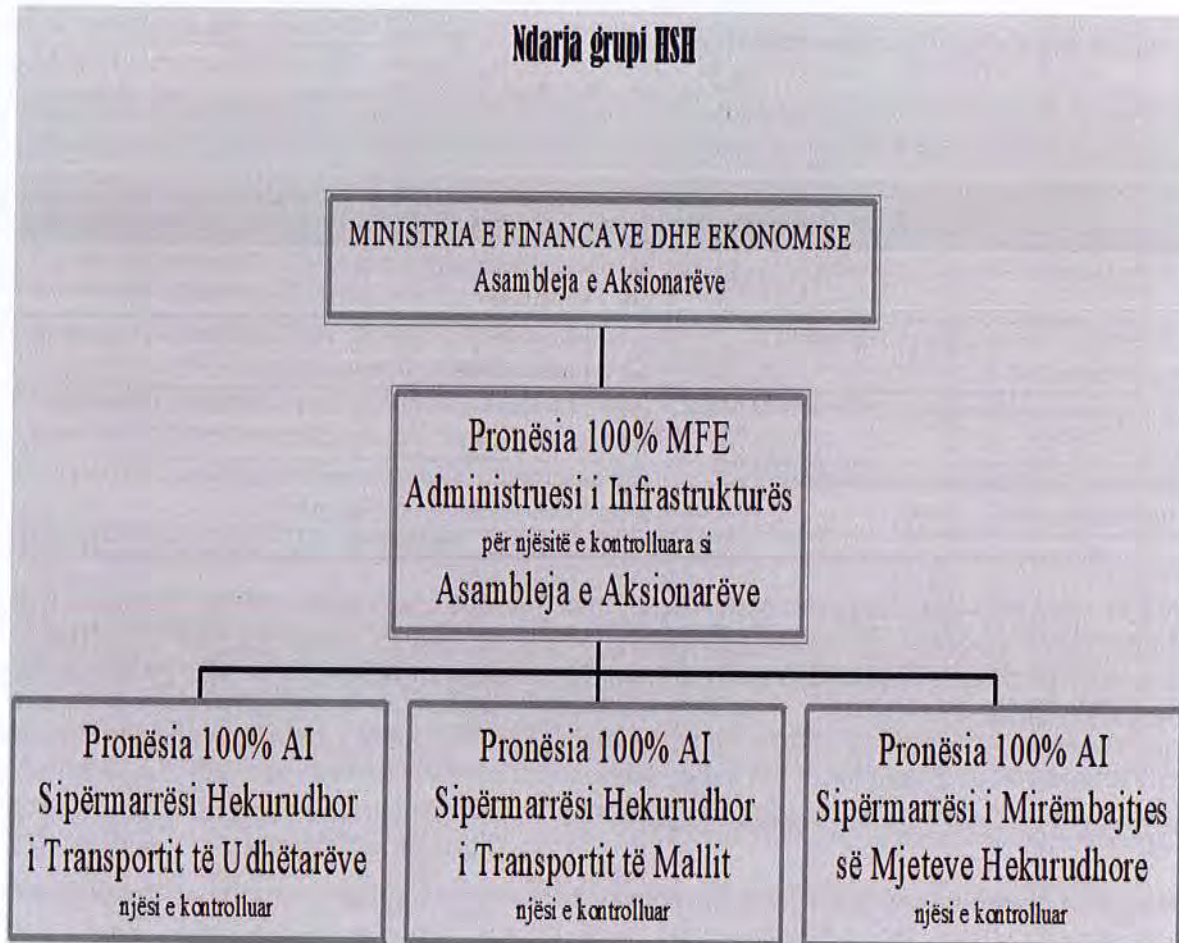 Ndarja grupi HSH
MINISTRIA E FINANCAVE DHE EKONOMISE
Asambleja e Aksionarëve
Pronësia 100% MFE
Administruesi i Infrastrukturës
për njësitë e kontrolluara si
Asambleja e Aksionarëve
Pronësia 100% AI
Sipërmarrësi Hekurudhor
i Transportit të Udhëtarëve
njësi e kontrolluar
Pronësia 100% AI
Sipërmarrësi Hekurudhor
i Transportit të Mallit
njësi e kontrolluar
Pronësia 100% AI
Sipërmarrësi i Mirëmbajtjes
së Mjeteve Hekurudhore
njësi e kontrolluar